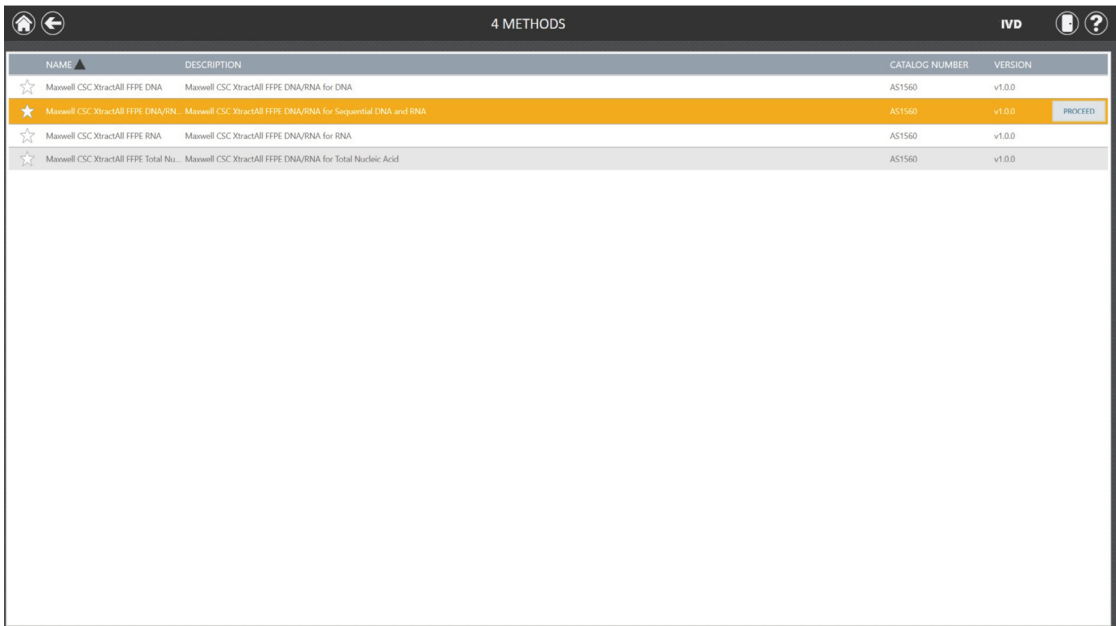 4 METHODS IVD ?
NAME DESCRIPTION CATALOG NUMBER VERSION
Maxwell CSC XtractAll FFPE DNA Maxwell CSC XtractAll FFPE DNA/RNA for DNA AS1560 v1.0.0
Maxwell CSC XtractAll FFPE DNA/RN... Maxwell CSC XtractAll FFPE DNA/RNA for Sequential DNA and RNA AS1560 v1.0.0 PROCEED
Maxwell CSC XtractAll FFPE RNA Maxwell CSC XtractAll FFPE DNA/RNA for RNA AS1560 v1.0.0
Maxwell CSC XtractAll FFPE Total Nu... Maxwell CSC XtractAll FFPE DNA/RNA for Total Nucleic Acid AS1560 v1.0.0